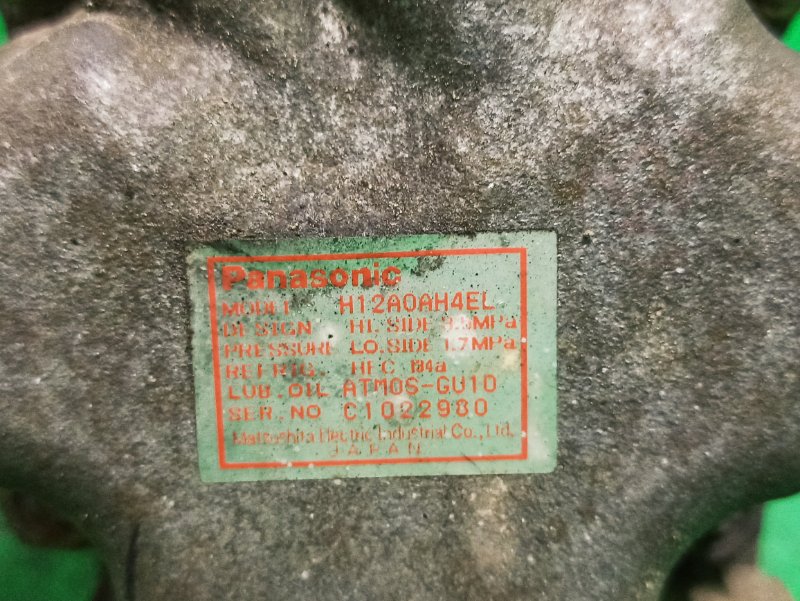 Panasonic
MODEL H12A0AH4EL
DESIGN HI. SIDE MPa
PRESSURE LO. SIDE 1.7MPa
REFRIG. HFC 134a
LUB. OIL ATMOS-GU10
SER. NO C1022980
Matsushita Electric Industrial Co., Ltd.
JAPAN